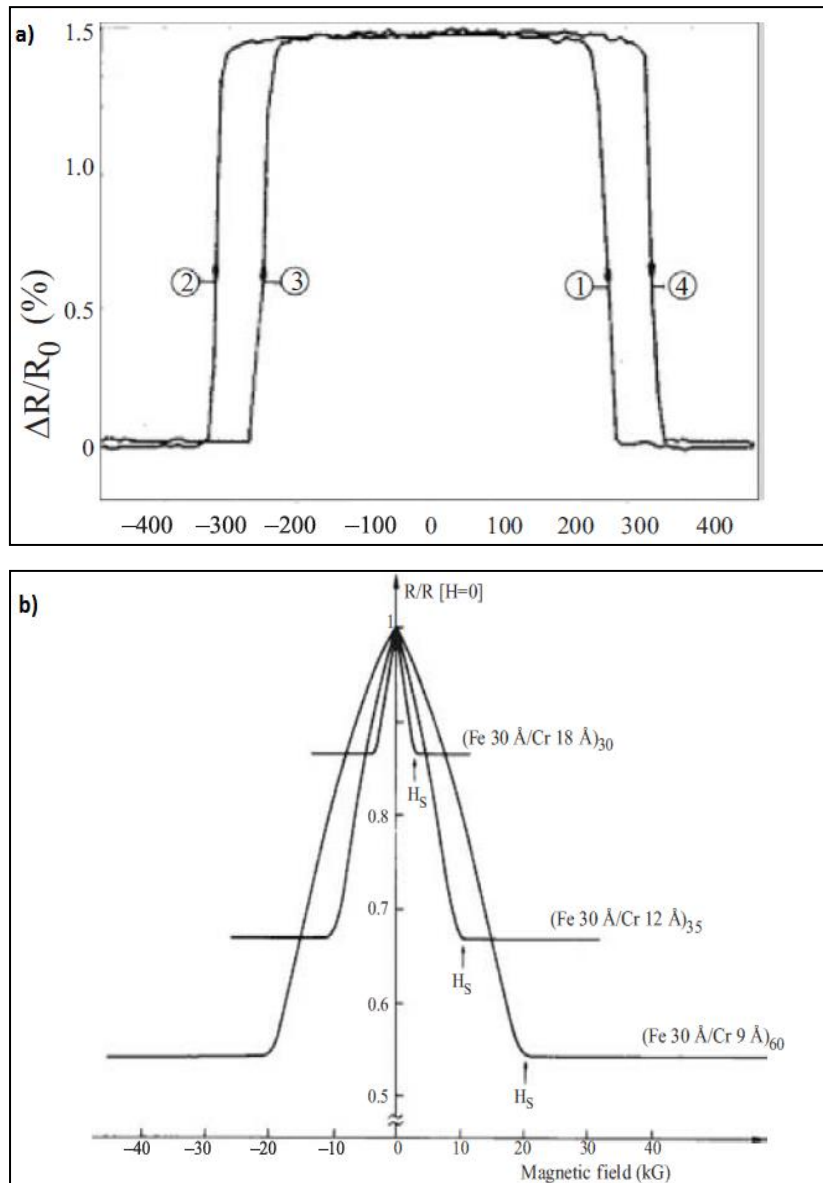 a)
1.5
1.0
0.5
0
ΔR/R₀ (%)
② ③ ① ④
−400 −300 −200 −100 0 100 200 300 400
b)
R/R [H=0]
1
(Fe 30 Å/Cr 18 Å)₃₀
H_S
0.8
0.7
(Fe 30 Å/Cr 12 Å)₃₅
H_S
0.6
(Fe 30 Å/Cr 9 Å)₆₀
H_S
0.5
−40 −30 −20 −10 0 10 20 30 40
Magnetic field (kG)